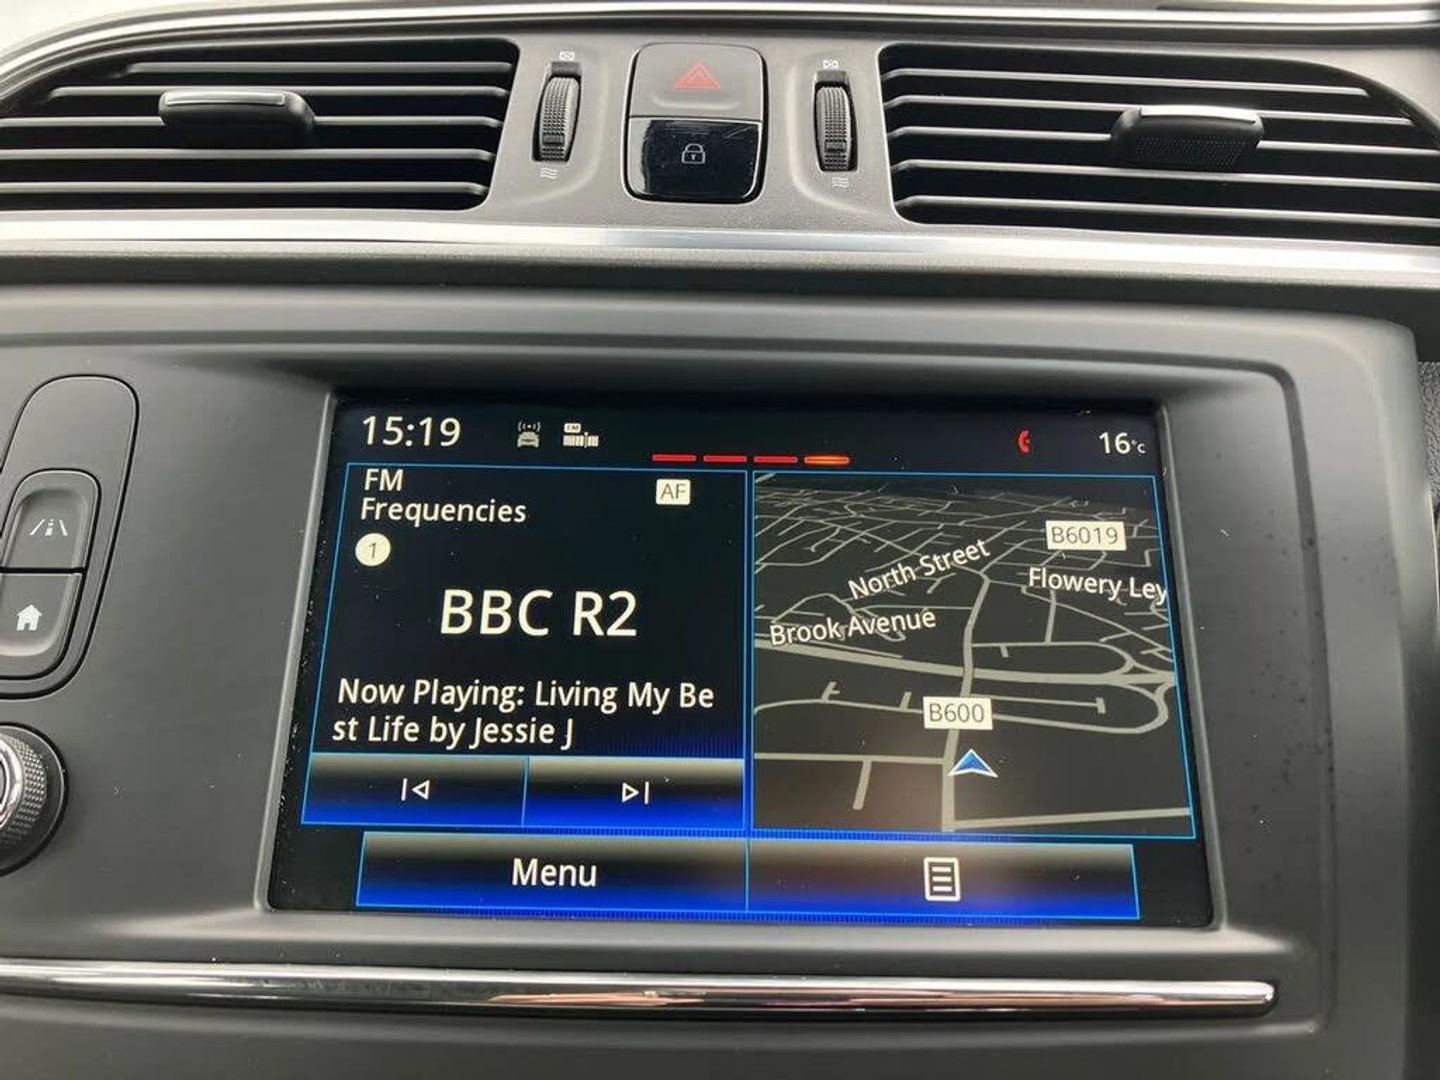 15:19
16°c
FM
AF
Frequencies
1
BBC R2
Now Playing: Living My Be
st Life by Jessie J
B6019
North Street
Flowery Ley
Brook Avenue
B600
Menu